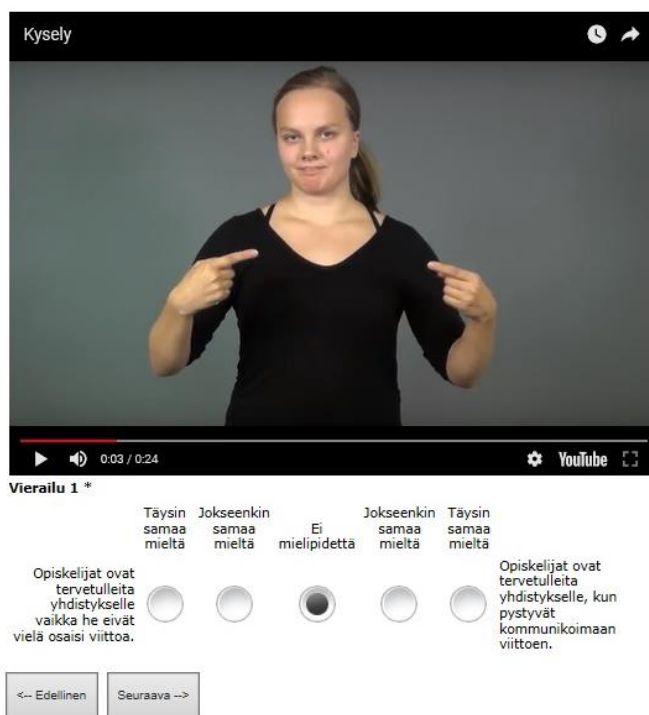 Kysely
0:03 / 0:24
YouTube
Vierailu 1 *
Täysin samaa mieltä
Jokseenkin samaa mieltä
Ei mielipidettä
Jokseenkin samaa mieltä
Täysin samaa mieltä
Opiskelijat ovat
tervetulleita
yhdistykselle
vaikka he eivät
vielä osaisi viittoa.
Opiskelijat ovat
tervetulleita
yhdistykselle, kun
pystyvät
kommunikoimaan
viittoen.
<-- Edellinen
Seuraava -->